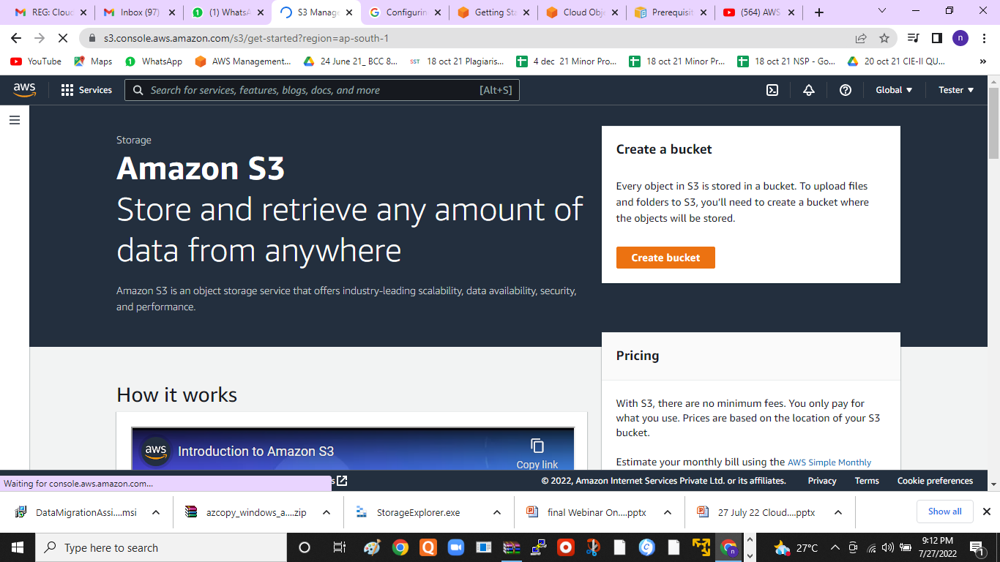 REG: Clou
Inbox (97)
(1) WhatsA
S3 Manage
Configurin
Getting Sta
Cloud Obje
Prerequisit
(564) AWS
s3.console.aws.amazon.com/s3/get-started?region=ap-south-1
n
YouTube
Maps
WhatsApp
AWS Management...
24 June 21_ BCC 8...
SST
18 oct 21 Plagiaris...
4 dec 21 Minor Pro...
18 oct 21 Minor Pr...
18 oct 21 NSP - Go...
20 oct 21 CIE-II QU...
»
aws
Services
Search for services, features, blogs, docs, and more
[Alt+S]
Global
Tester
Storage
Amazon S3
Store and retrieve any amount of
data from anywhere
Amazon S3 is an object storage service that offers industry-leading scalability, data availability, security,
and performance.
Create a bucket
Every object in S3 is stored in a bucket. To upload files
and folders to S3, you’ll need to create a bucket where
the objects will be stored.
Create bucket
Pricing
With S3, there are no minimum fees. You only pay for
what you use. Prices are based on the location of your S3
bucket.
Estimate your monthly bill using the AWS Simple Monthly
How it works
aws
Introduction to Amazon S3
Copy link
Waiting for console.aws.amazon.com...
© 2022, Amazon Internet Services Private Ltd. or its affiliates.
Privacy
Terms
Cookie preferences
DataMigrationAssi....msi
azcopy_windows_a....zip
StorageExplorer.exe
final Webinar On....pptx
27 July 22 Cloud....pptx
Show all
Type here to search
27°C
9:12 PM
7/27/2022
1